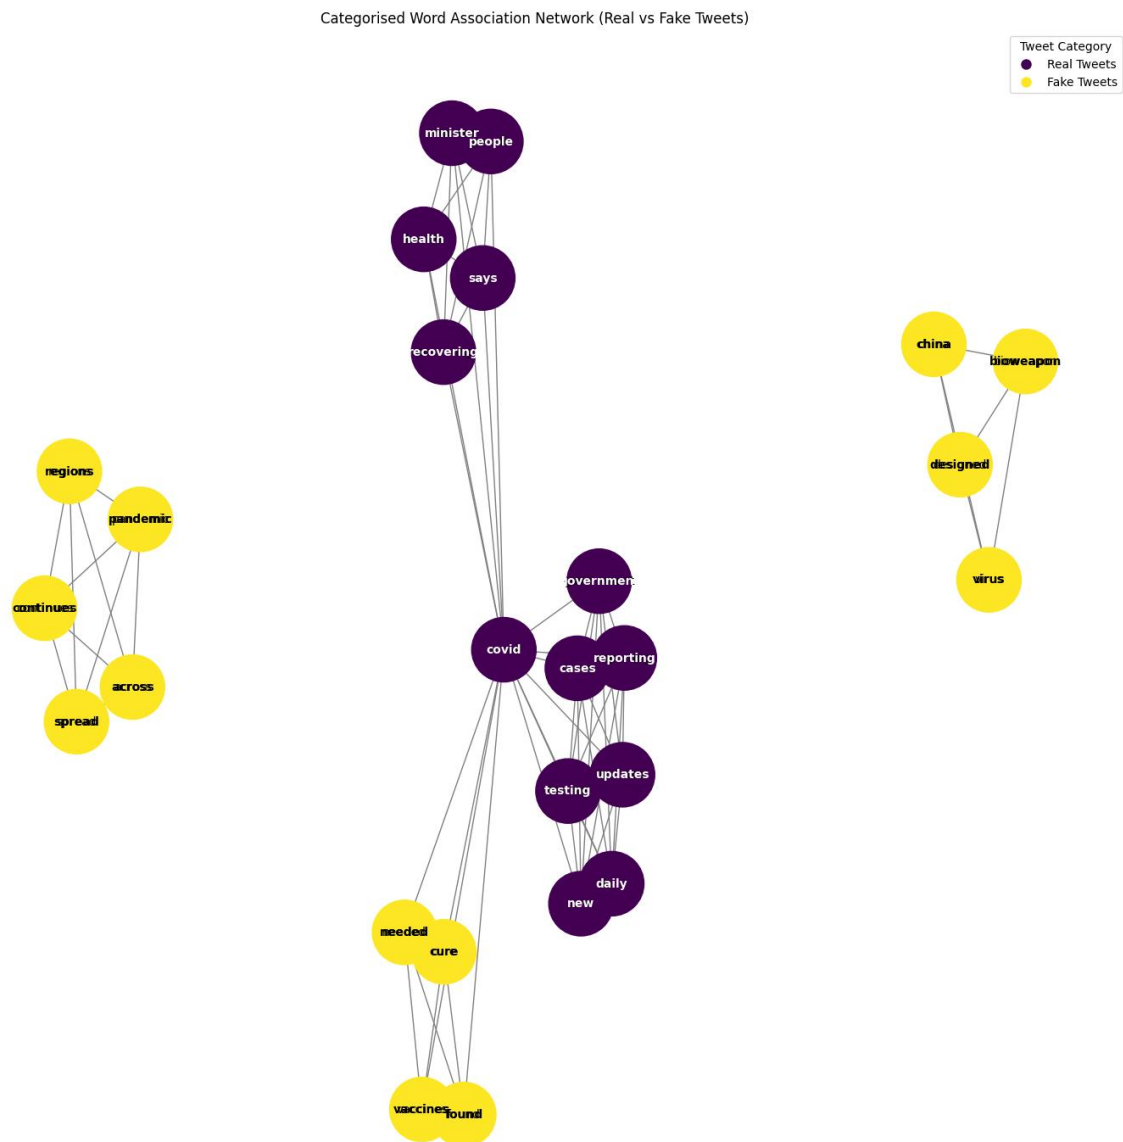 Categorised Word Association Network (Real vs Fake Tweets)
Tweet Category
Real Tweets
Fake Tweets
minister
people
health
says
recovering
china
bioweapon
designed
virus
regions
pandemic
continues
across
spread
government
covid
cases
reporting
updates
testing
daily
new
needed
cure
vaccines
found